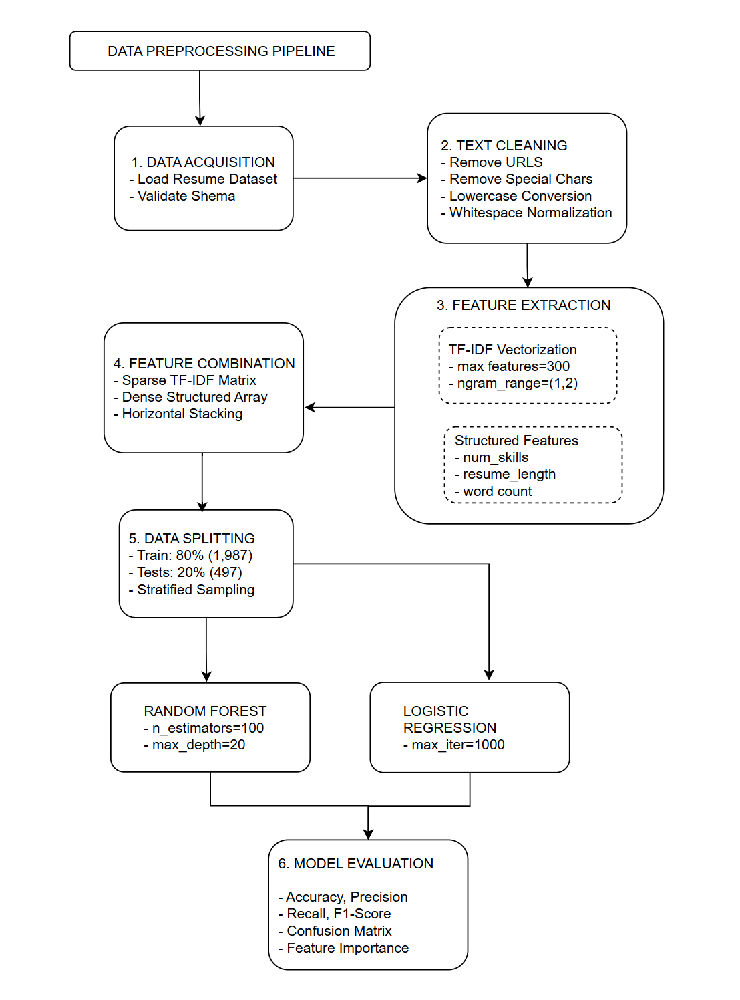 DATA PREPROCESSING PIPELINE
1. DATA ACQUISITION
- Load Resume Dataset
- Validate Shema
2. TEXT CLEANING
- Remove URLS
- Remove Special Chars
- Lowercase Conversion
- Whitespace Normalization
3. FEATURE EXTRACTION
TF-IDF Vectorization
- max features=300
- ngram_range=(1,2)
Structured Features
- num_skills
- resume_length
- word count
4. FEATURE COMBINATION
- Sparse TF-IDF Matrix
- Dense Structured Array
- Horizontal Stacking
5. DATA SPLITTING
- Train: 80% (1,987)
- Tests: 20% (497)
- Stratified Sampling
RANDOM FOREST
- n_estimators=100
- max_depth=20
LOGISTIC
REGRESSION
- max_iter=1000
6. MODEL EVALUATION
- Accuracy, Precision
- Recall, F1-Score
- Confusion Matrix
- Feature Importance